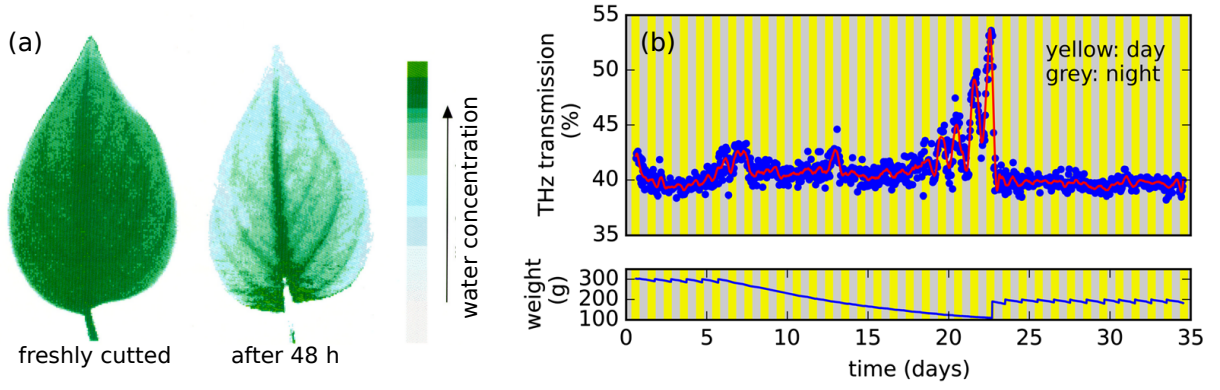 (a)
freshly cutted
after 48 h
water concentration
(b)
yellow: day
grey: night
THz transmission
(%)
55
50
45
40
35
weight
(g)
300
200
100
0 5 10 15 20 25 30 35
time (days)